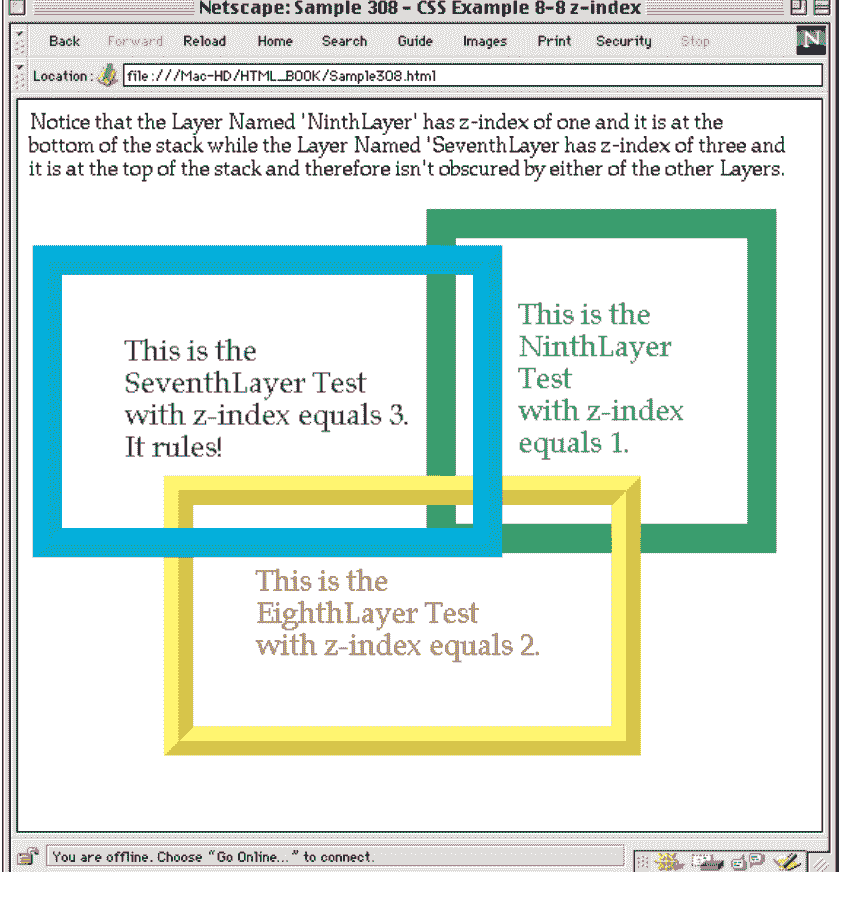 Netscape: Sample 308 - CSS Example 8-8 z-index
Back Forward Reload Home Search Guide Images Print Security Stop N
Location: file:///Mac-HD/HTML_BOOK/Sample308.html
Notice that the Layer Named 'NinthLayer' has z-index of one and it is at the
bottom of the stack while the Layer Named 'SeventhLayer has z-index of three and
it is at the top of the stack and therefore isn't obscured by either of the other Layers.
This is the
SeventhLayer Test
with z-index equals 3.
It rules!
This is the
NinthLayer
Test
with z-index
equals 1.
This is the
EighthLayer Test
with z-index equals 2.
You are offline. Choose "Go Online..." to connect.